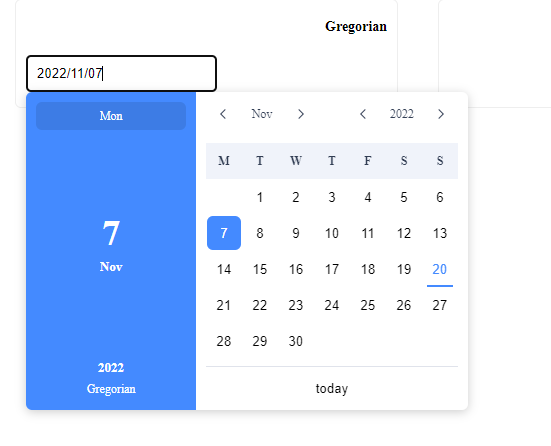 Gregorian
2022/11/07
Mon
7
Nov
2022
Gregorian
Nov 2022
M T W T F S S
1 2 3 4 5 6
7 8 9 10 11 12 13
14 15 16 17 18 19 20
21 22 23 24 25 26 27
28 29 30
today